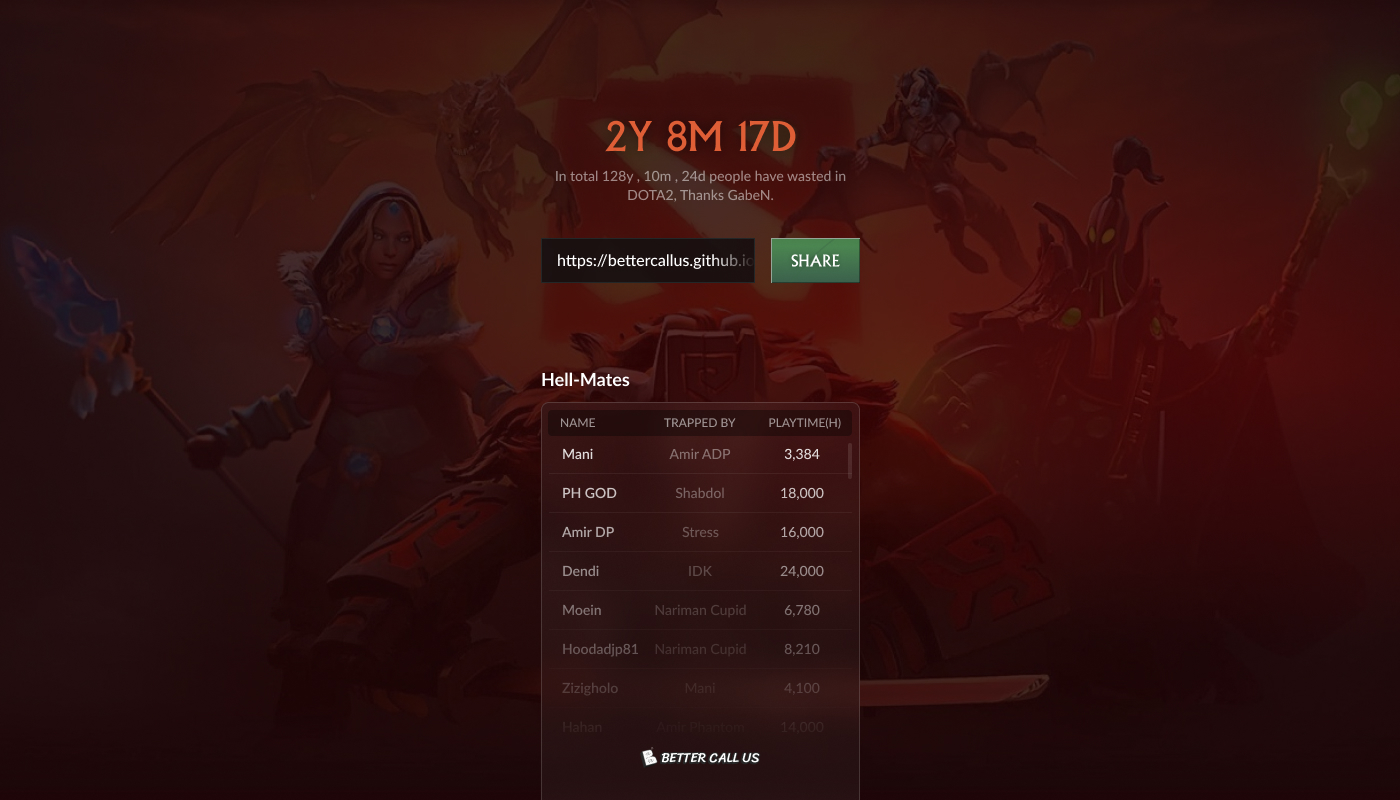 2Y 8M 17D
In total 128y , 10m , 24d people have wasted in
DOTA2, Thanks GabeN.
https://bettercallus.github.io
SHARE
Hell-Mates
NAME TRAPPED BY PLAYTIME(H)
Mani Amir ADP 3,384
PH GOD Shabdol 18,000
Amir DP Stress 16,000
Dendi IDK 24,000
Moein Nariman Cupid 6,780
Hoodadjp81 Nariman Cupid 8,210
Zizigholo Mani 4,100
Hahan Amir Phantom 14,000
BETTER CALL US